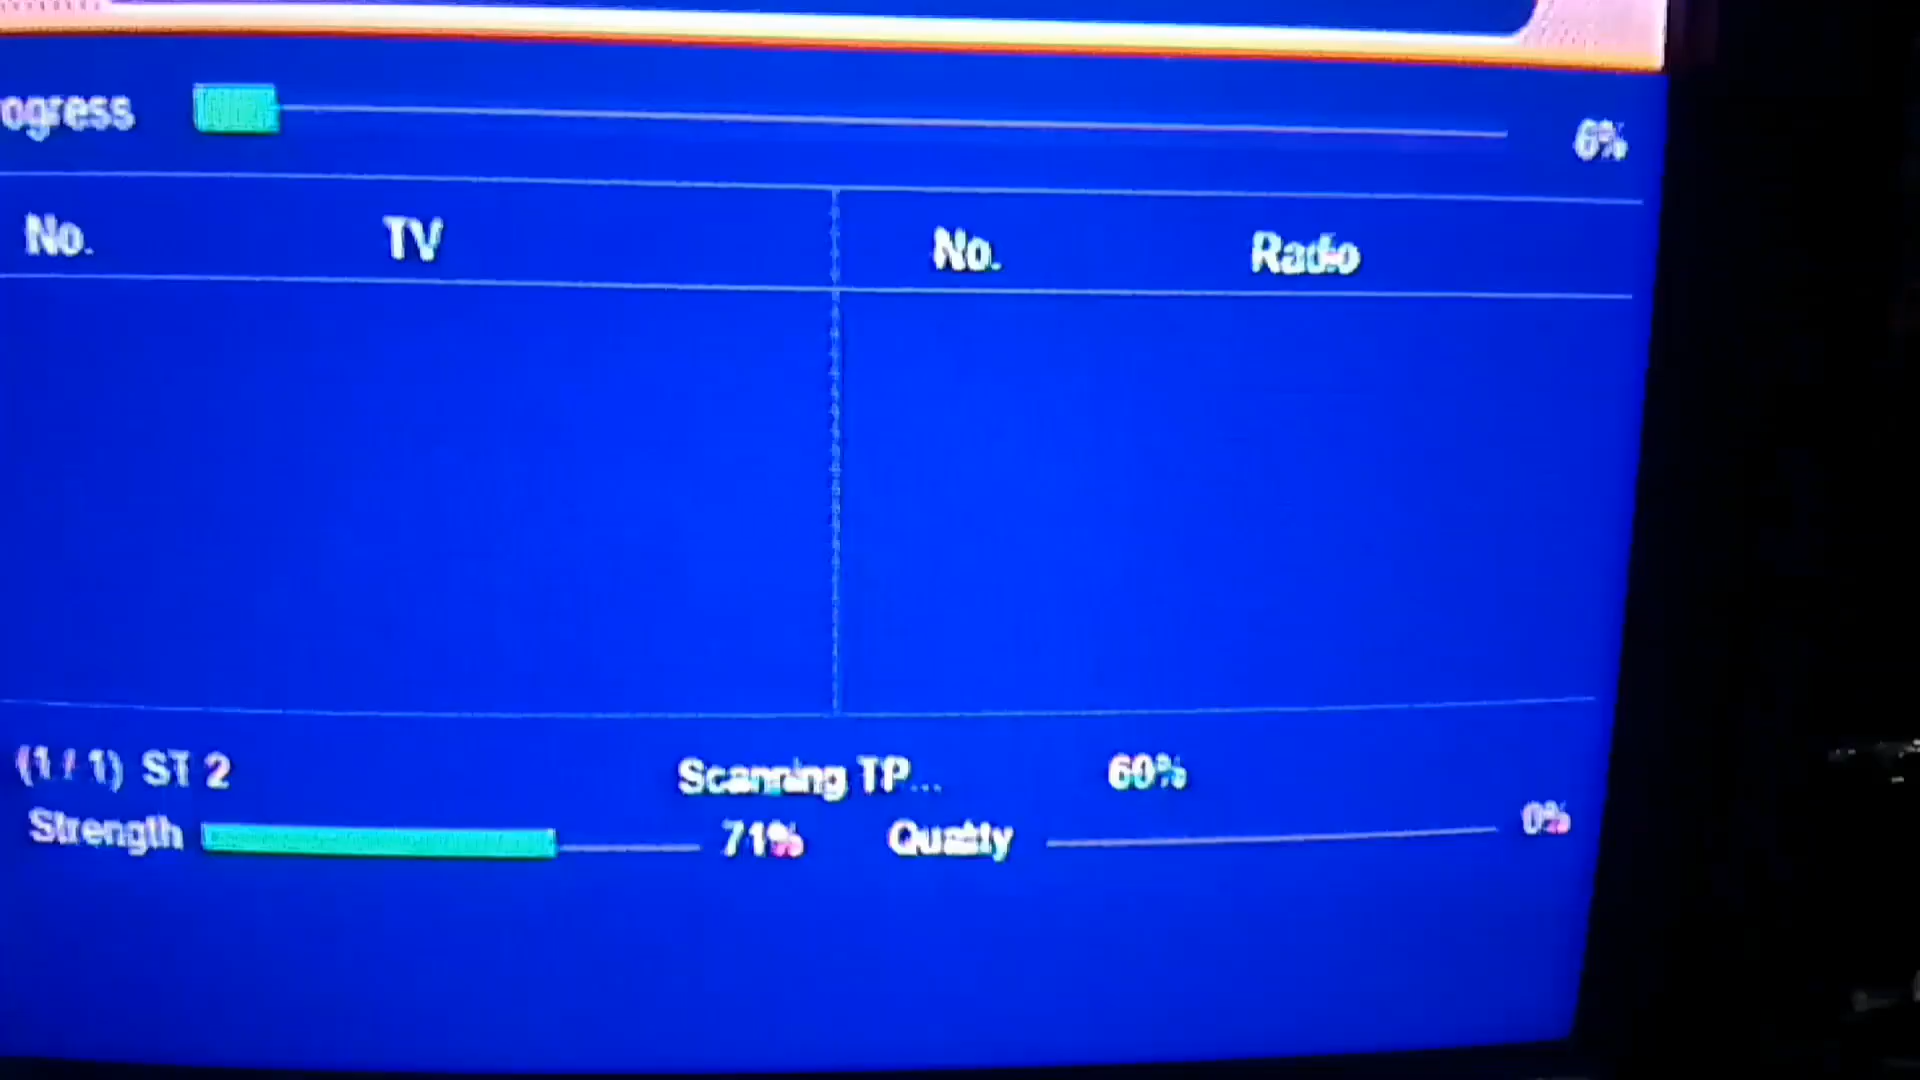 ogress 6%
No. TV No. Radio
(1 / 1) ST 2 Scanning TP... 60%
Strength 71% Quality 0%